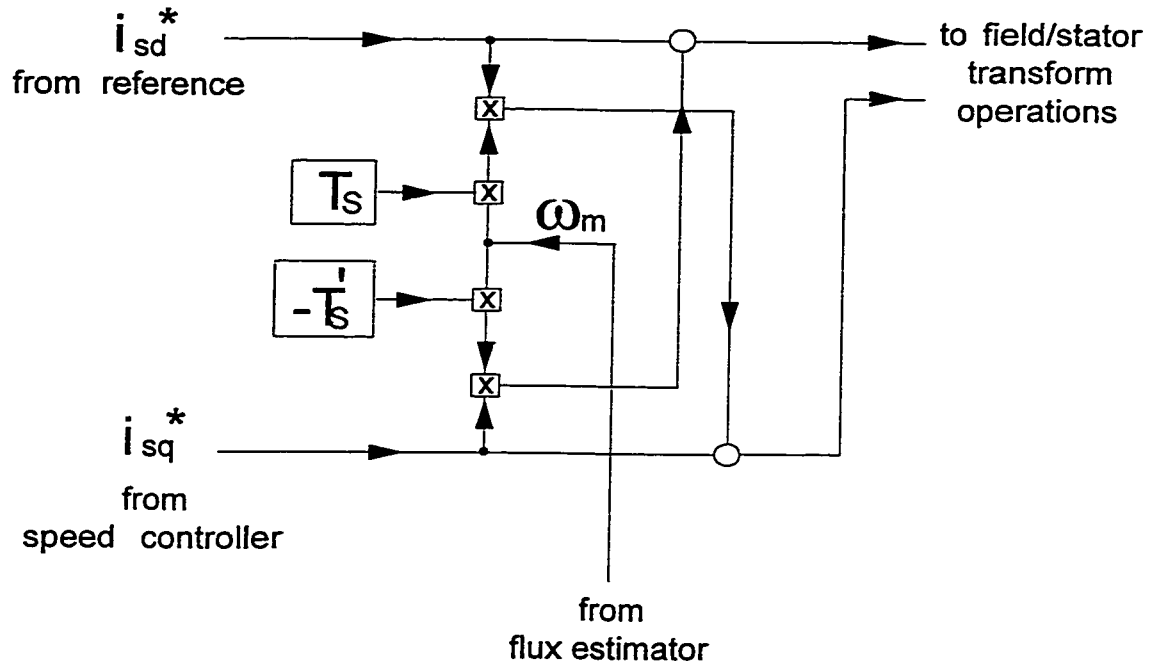 i sd*
from reference
to field/stator
transform
operations
x
Ts
x
ωm
-T's
x
x
i sq*
from
speed controller
from
flux estimator